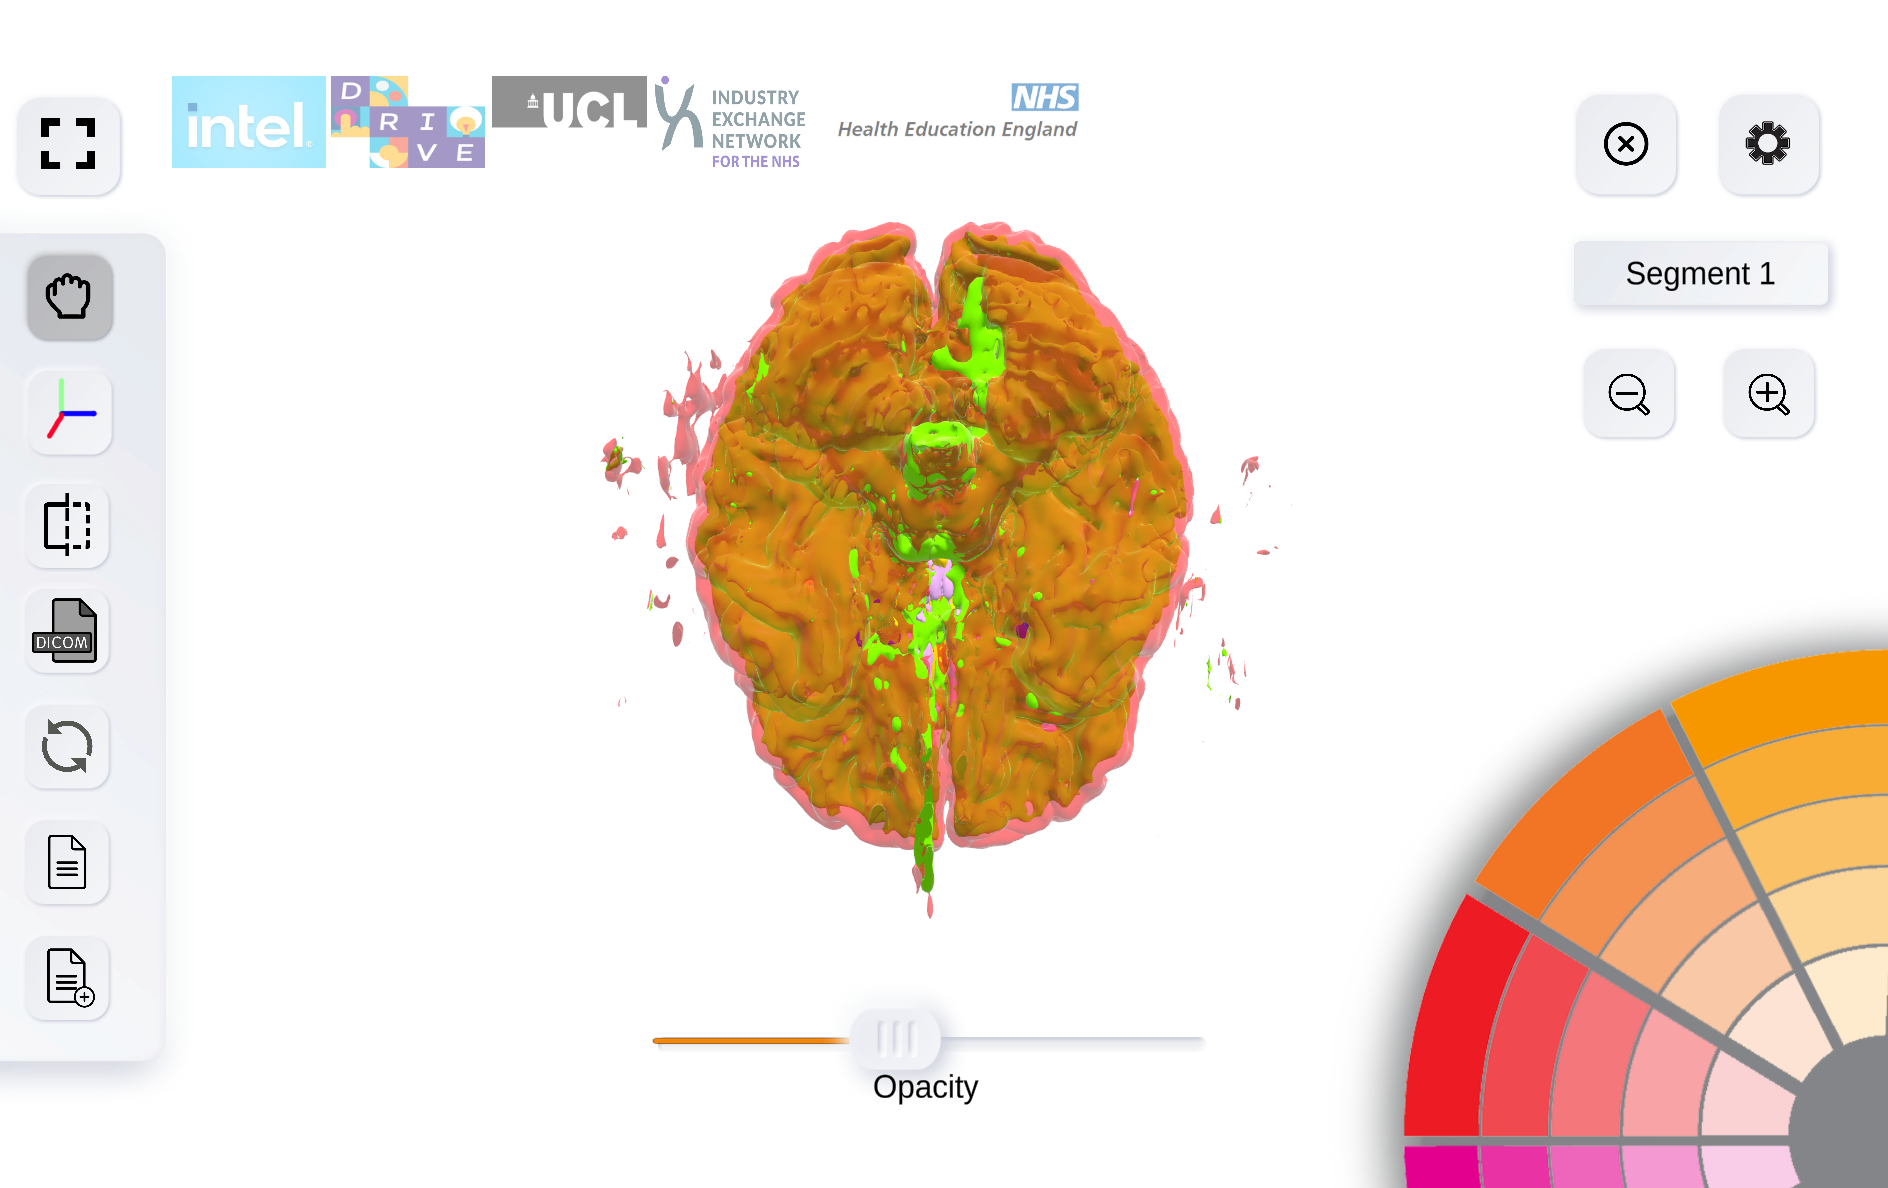 intel®
D
R I
V E
UCL
INDUSTRY
EXCHANGE
NETWORK
FOR THE NHS
NHS
Health Education England
Segment 1
DICOM
Opacity